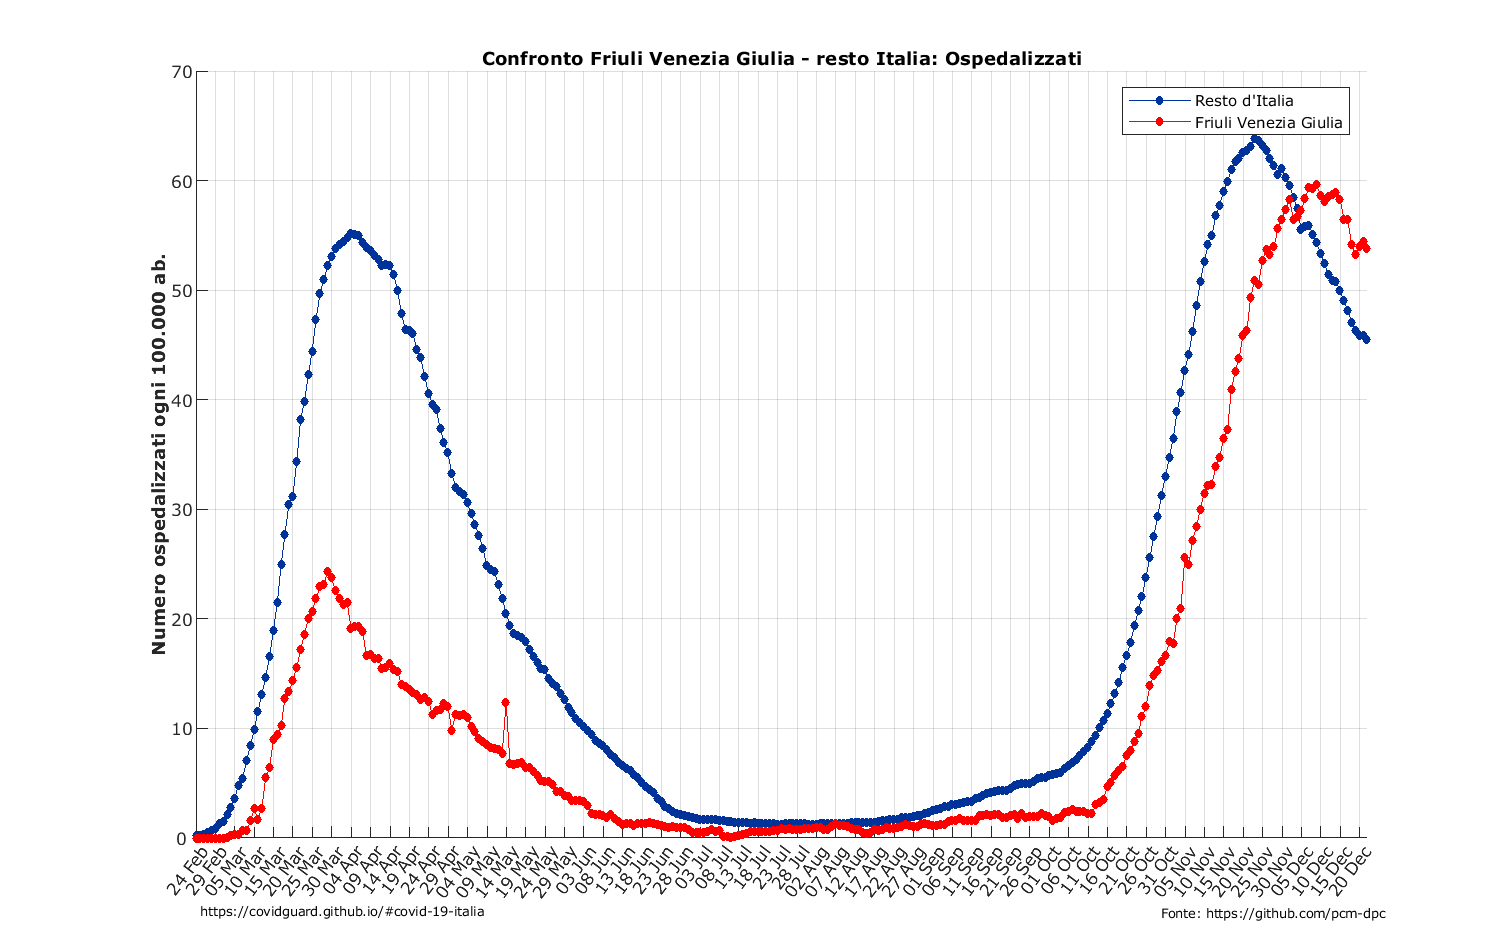 Confronto Friuli Venezia Giulia - resto Italia: Ospedalizzati
Resto d'Italia
Friuli Venezia Giulia
Numero ospedalizzati ogni 100.000 ab.
70
60
50
40
30
20
10
0
24 Feb
29 Feb
05 Mar
10 Mar
15 Mar
20 Mar
25 Mar
30 Mar
04 Apr
09 Apr
14 Apr
19 Apr
24 Apr
29 Apr
04 May
09 May
14 May
19 May
24 May
29 May
03 Jun
08 Jun
13 Jun
18 Jun
23 Jun
28 Jun
03 Jul
08 Jul
13 Jul
18 Jul
23 Jul
28 Jul
02 Aug
07 Aug
12 Aug
17 Aug
22 Aug
27 Aug
01 Sep
06 Sep
11 Sep
16 Sep
21 Sep
26 Sep
01 Oct
06 Oct
11 Oct
16 Oct
21 Oct
26 Oct
31 Oct
05 Nov
10 Nov
15 Nov
20 Nov
25 Nov
30 Nov
05 Dec
10 Dec
15 Dec
20 Dec
https://covidguard.github.io/#covid-19-italia
Fonte: https://github.com/pcm-dpc